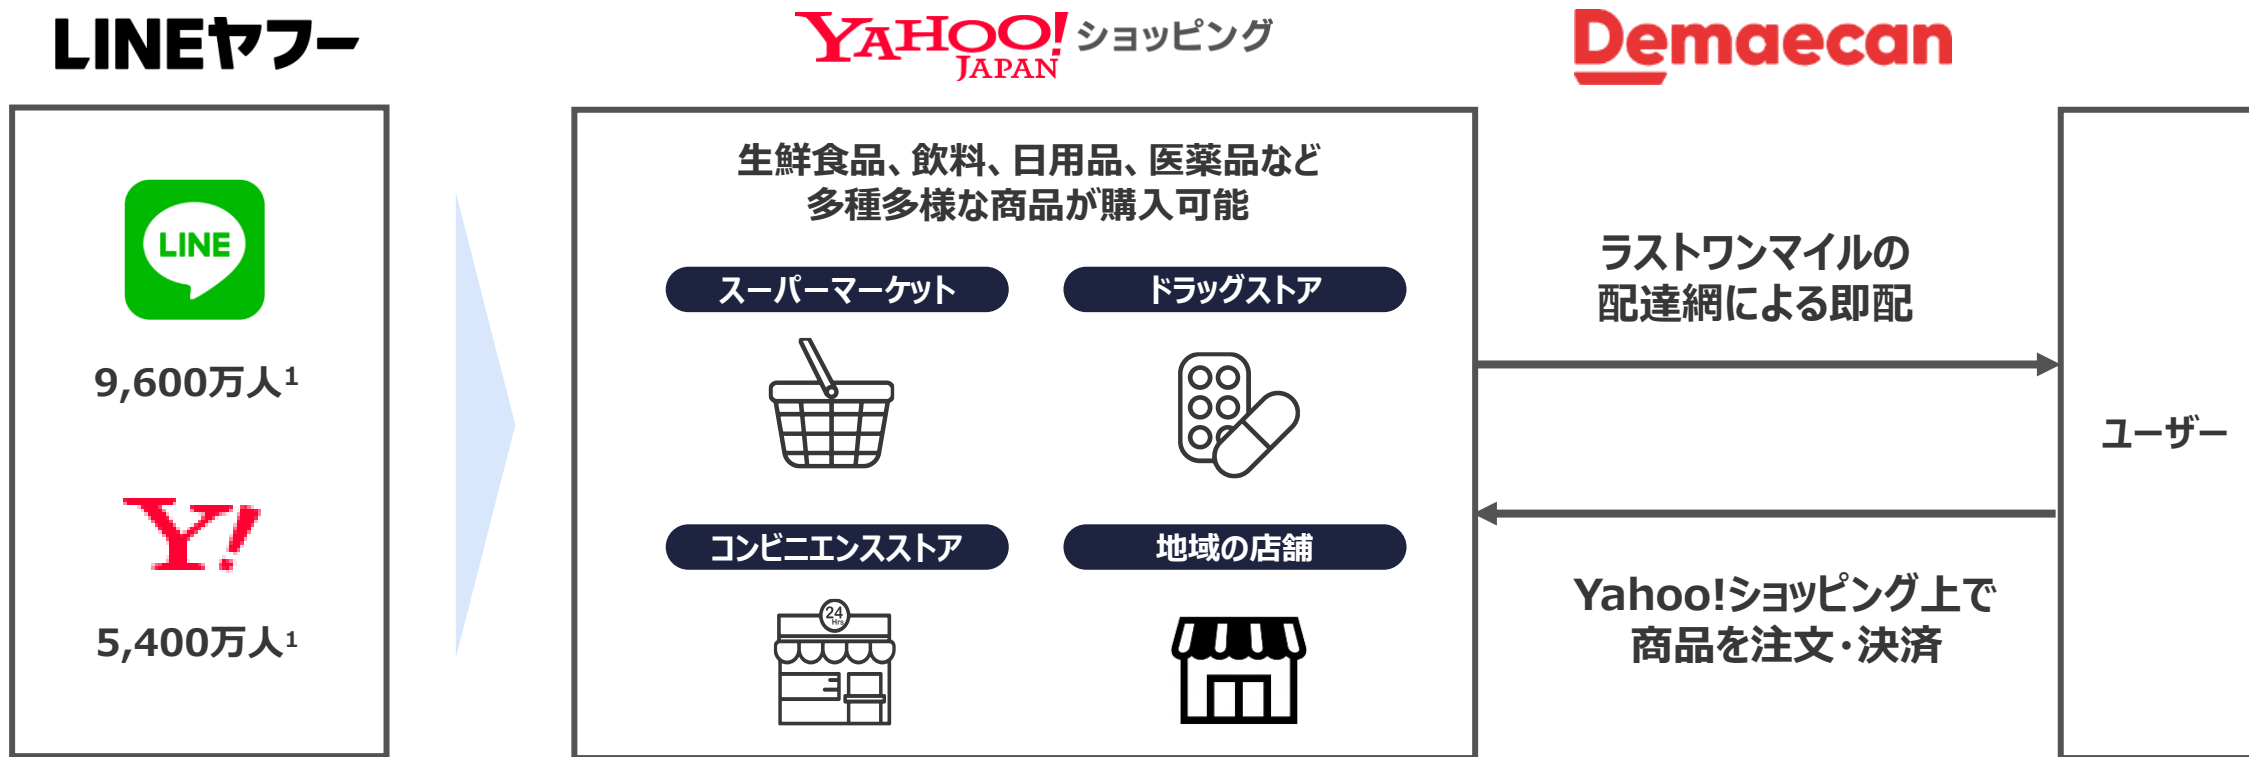 LINEヤフー
LINE
9,600万人1
Y!
5,400万人1
YAHOO! ショッピング
JAPAN
生鮮食品、飲料、日用品、医薬品など
多種多様な商品が購入可能
スーパーマーケット
ドラッグストア
コンビニエンスストア
地域の店舗
24
Hrs
Demaecan
ラストワンマイルの
配達網による即配
Yahoo!ショッピング上で
商品を注文・決済
ユーザー